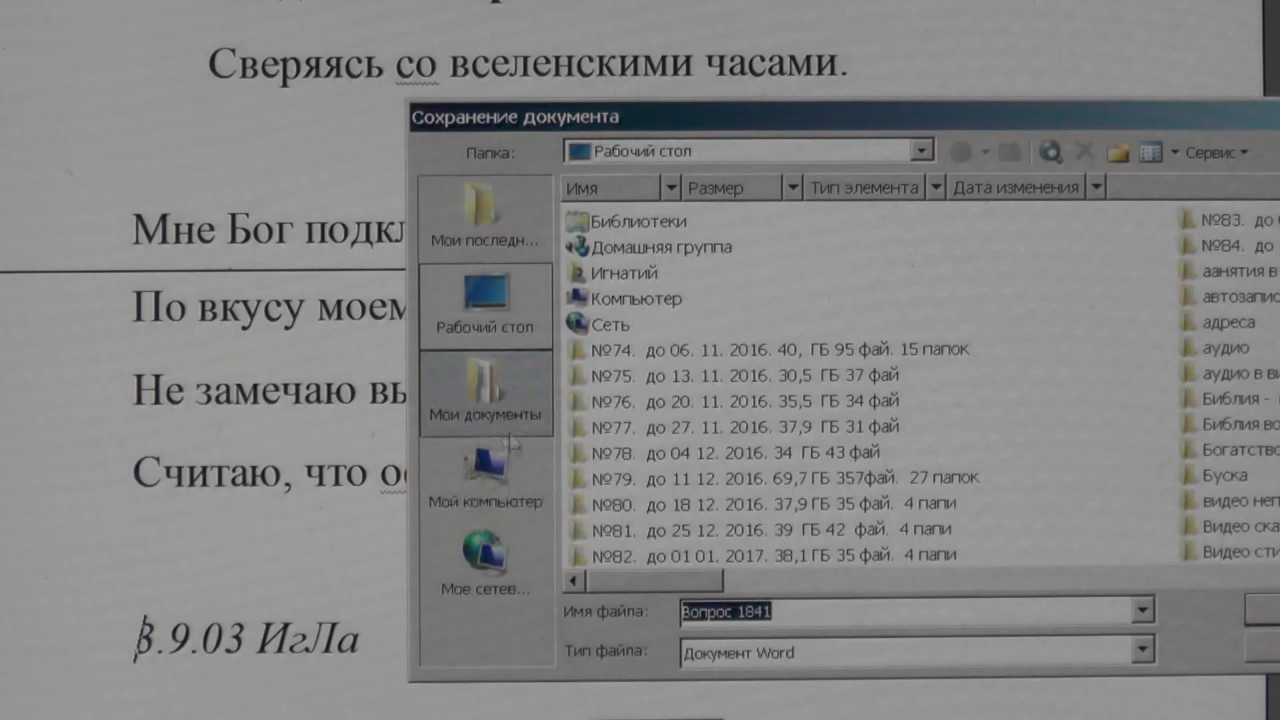 Сверяясь со вселенскими часами.
Мне Бог подкл
По вкусу моем
Не замечаю вы
Считаю, что ос
3.9.03 ИгЛа
Сохранение документа
Папка: Рабочий стол Сервис
Мои последн...
Рабочий стол
Мои документы
Мой компьютер
Мое сетев...
Имя Размер Тип элемента Дата изменения
Библиотеки
Домашняя группа
Игнатий
Компьютер
Сеть
№74. до 06. 11. 2016. 40, ГБ 95 фай. 15 папок
№75. до 13. 11. 2016. 30,5 ГБ 37 фай
№76. до 20. 11. 2016. 35,5 ГБ 34 фай
№77. до 27. 11. 2016. 37,9 ГБ 31 фай
№78. до 04 12. 2016. 34 ГБ 43 фай
№79. до 11 12. 2016. 69,7 ГБ 357фай. 27 папок
№80. до 18 12. 2016. 37,9 ГБ 35 фай. 4 папи
№81. до 25 12. 2016. 39 ГБ 42 фай. 4 папи
№82. до 01 01. 2017. 38,1 ГБ 35 фай. 4 папи
№83. до
№84. до
аанятия в
автозапис
адреса
аудио
аудио в ви
Библия -
Библия во
Богатство
Буска
видео неп
Видео ска
Видео сти
Имя файла: Вопрос 1841
Тип файла: Документ Word